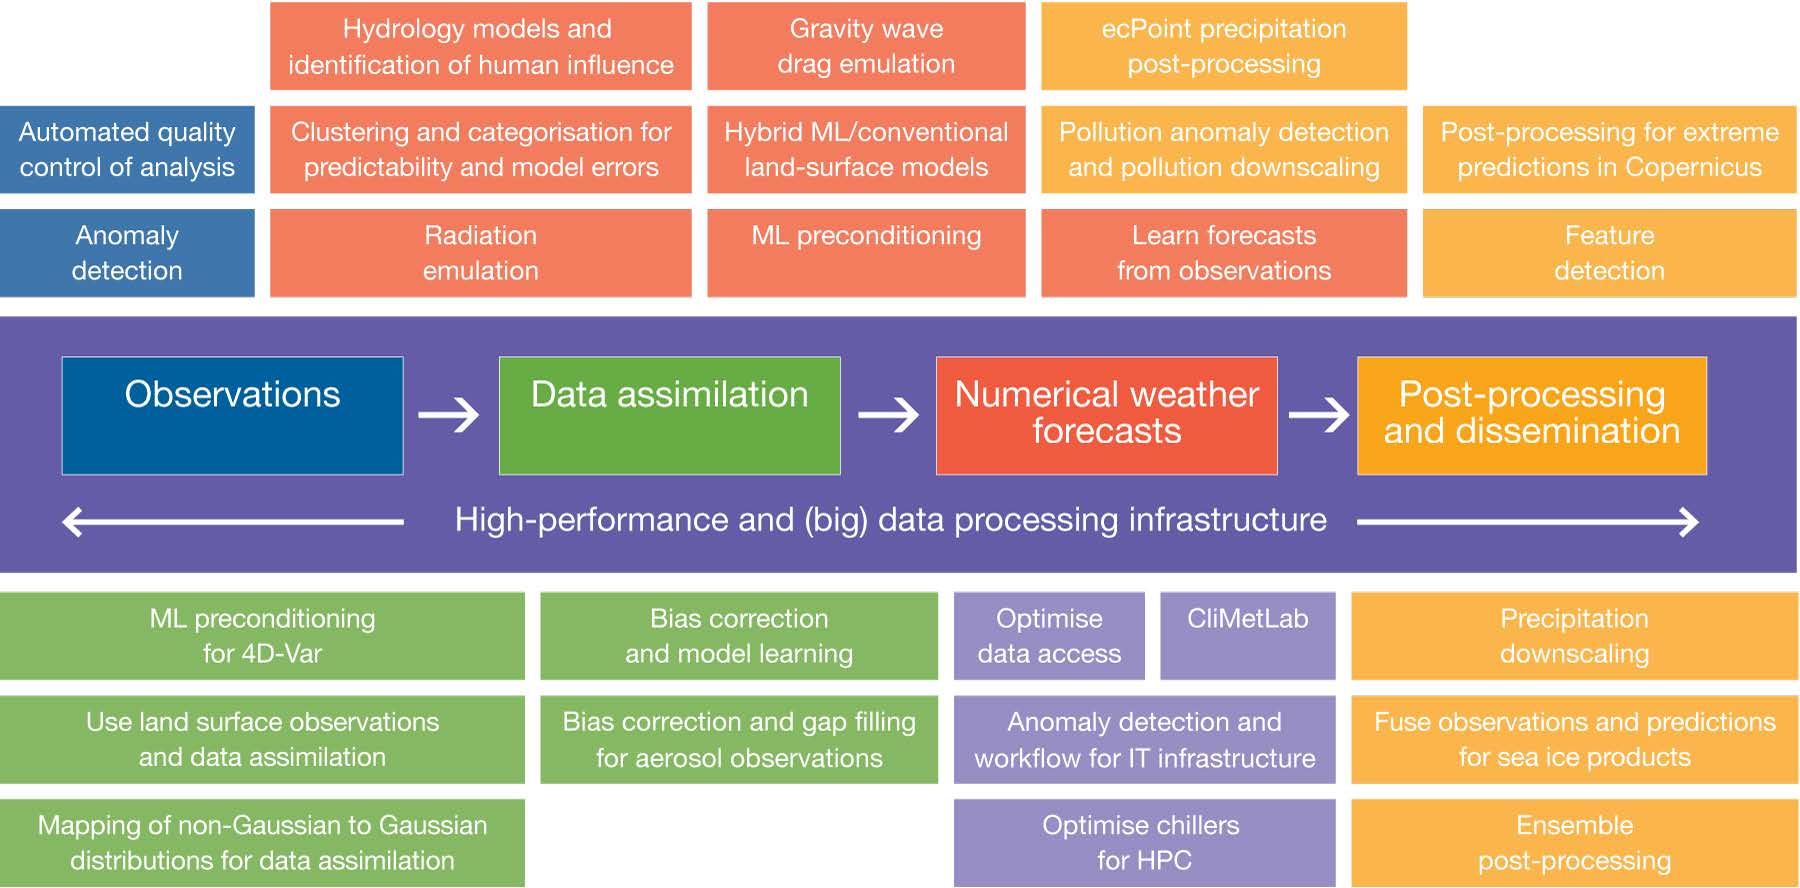 Hydrology models and
identification of human influence
Gravity wave
drag emulation
ecPoint precipitation
post-processing
Automated quality
control of analysis
Clustering and categorisation for
predictability and model errors
Hybrid ML/conventional
land-surface models
Pollution anomaly detection
and pollution downscaling
Post-processing for extreme
predictions in Copernicus
Anomaly
detection
Radiation
emulation
ML preconditioning
Learn forecasts
from observations
Feature
detection
Observations
Data assimilation
Numerical weather
forecasts
Post-processing
and dissemination
High-performance and (big) data processing infrastructure
ML preconditioning
for 4D-Var
Bias correction
and model learning
Optimise
data access
CliMetLab
Precipitation
downscaling
Use land surface observations
and data assimilation
Bias correction and gap filling
for aerosol observations
Anomaly detection and
workflow for IT infrastructure
Fuse observations and predictions
for sea ice products
Mapping of non-Gaussian to Gaussian
distributions for data assimilation
Optimise chillers
for HPC
Ensemble
post-processing